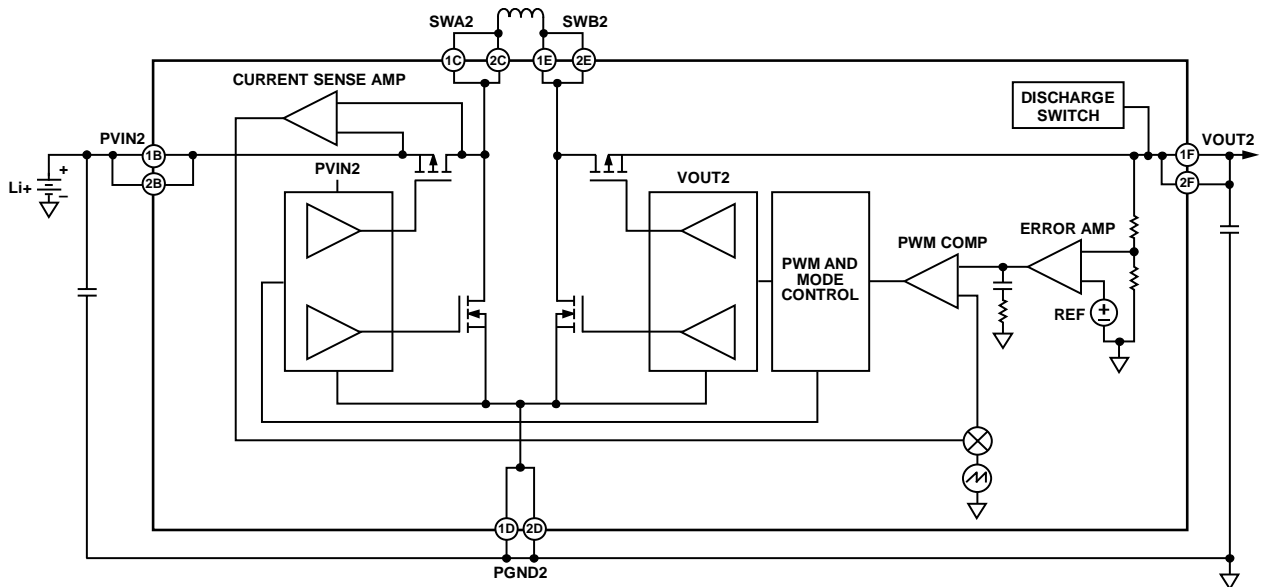 SWA2
SWB2
1C
2C
1E
2E
CURRENT SENSE AMP
DISCHARGE
SWITCH
PVIN2
1B
2B
Li+
+
–
PVIN2
VOUT2
1F
2F
VOUT2
PWM AND
MODE
CONTROL
PWM COMP
ERROR AMP
REF
+
–
1D
2D
PGND2